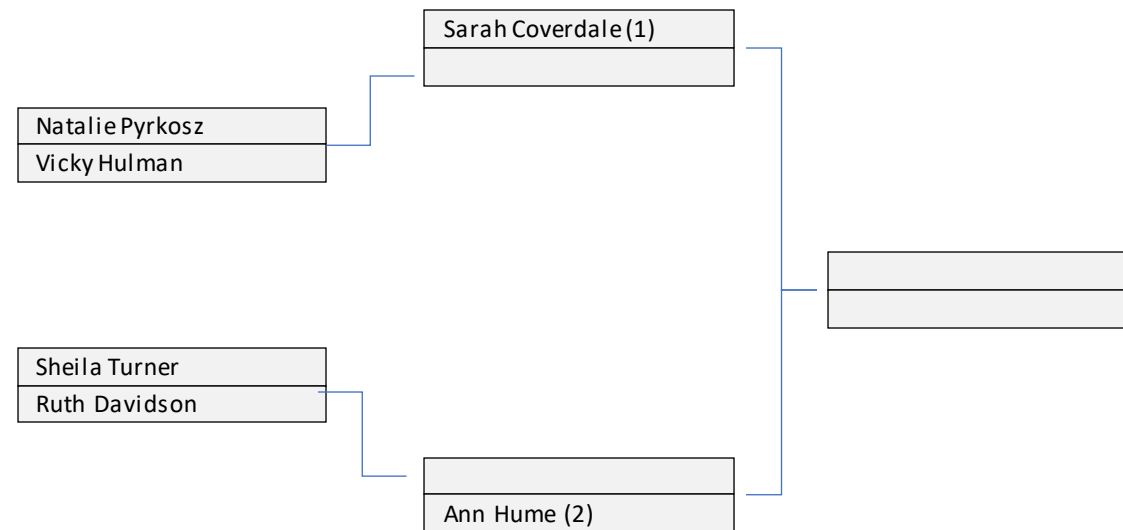 Sarah Coverdale (1)
Natalie Pyrkosz
Vicky Hulman
Sheila Turner
Ruth Davidson
Ann Hume (2)